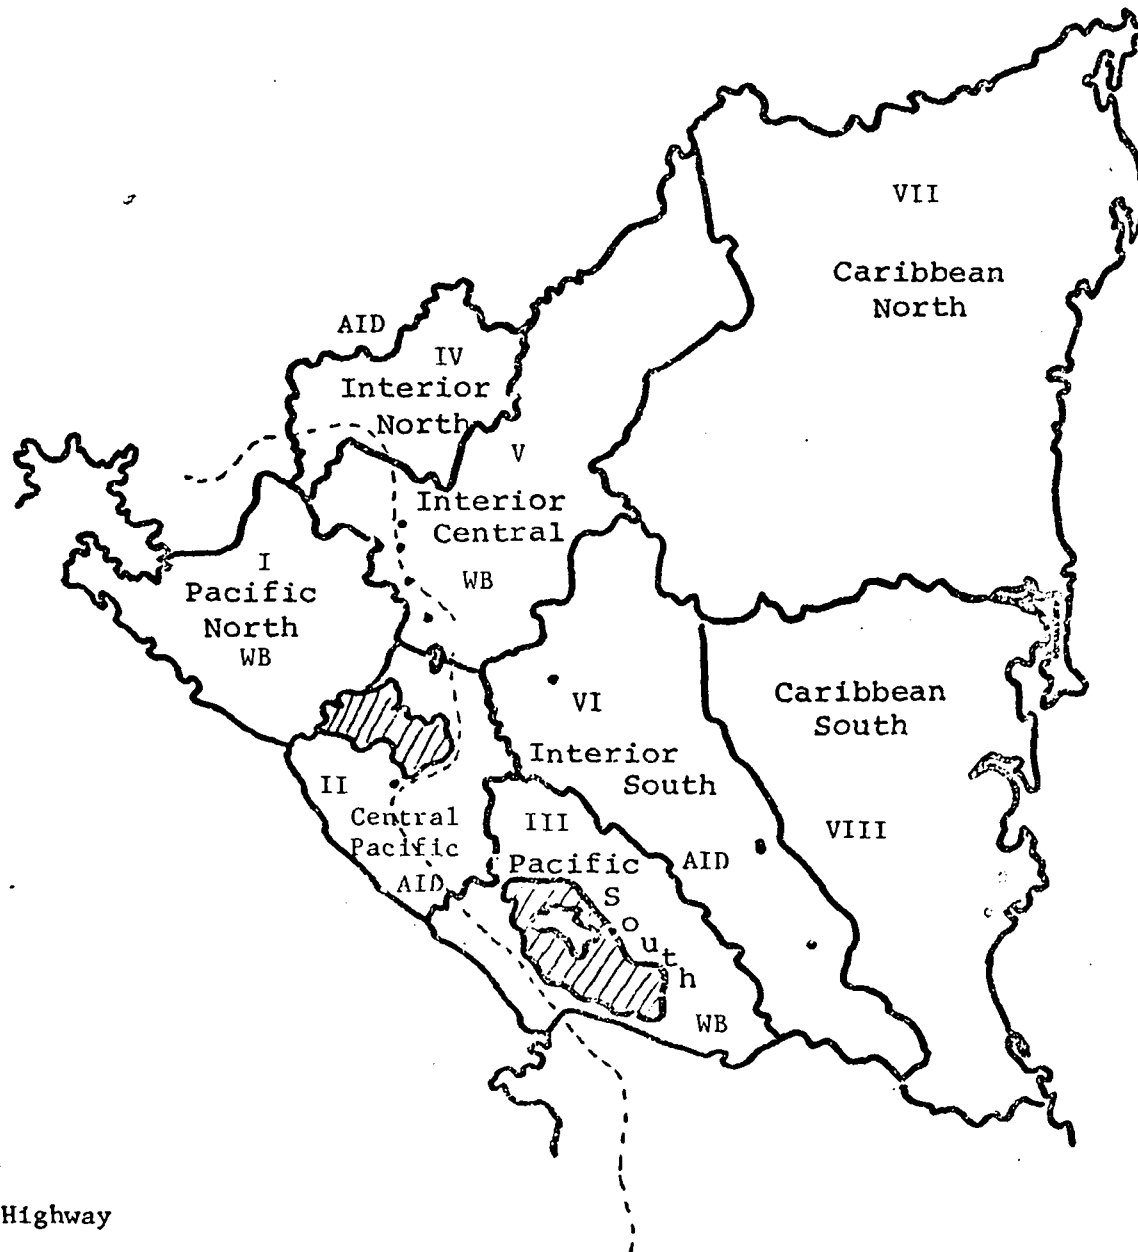 VII
Caribbean
North
AID
IV
Interior
North
V
Interior
Central
WB
I
Pacific
North
WB
VI
Interior
South
AID
Caribbean
South
VIII
II
Central
Pacific
AID
III
Pacific
South
WB
Highway